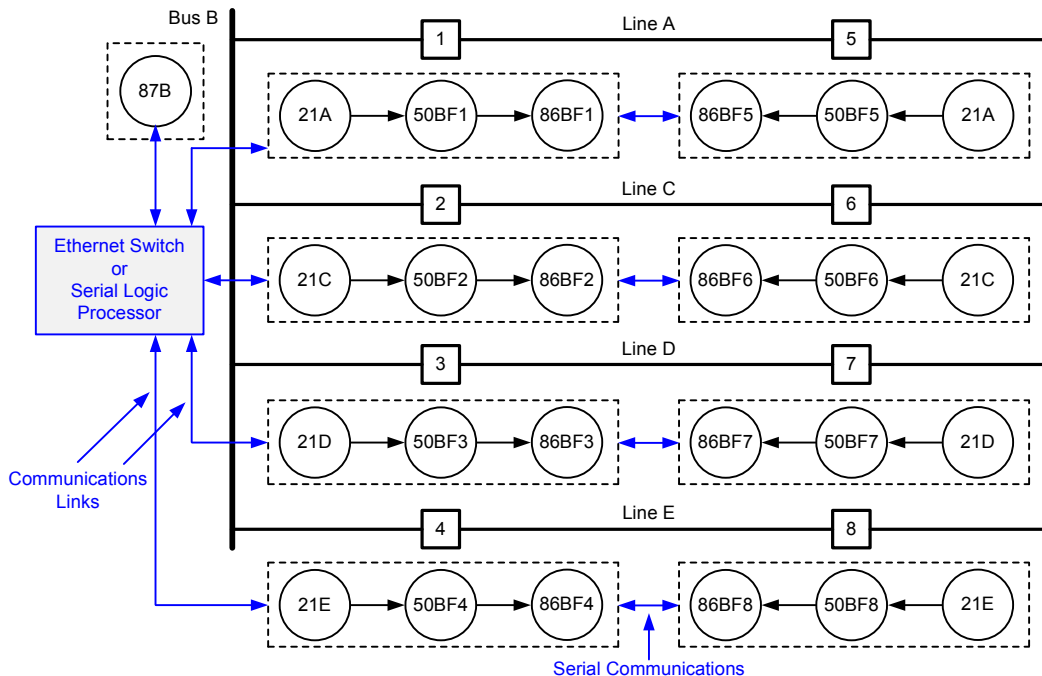 Bus B
Line A
1
5
87B
21A
50BF1
86BF1
86BF5
50BF5
21A
Line C
2
6
Ethernet Switch
or
Serial Logic
Processor
21C
50BF2
86BF2
86BF6
50BF6
21C
Line D
3
7
21D
50BF3
86BF3
86BF7
50BF7
21D
Communications
Links
Line E
4
8
21E
50BF4
86BF4
86BF8
50BF8
21E
Serial Communications